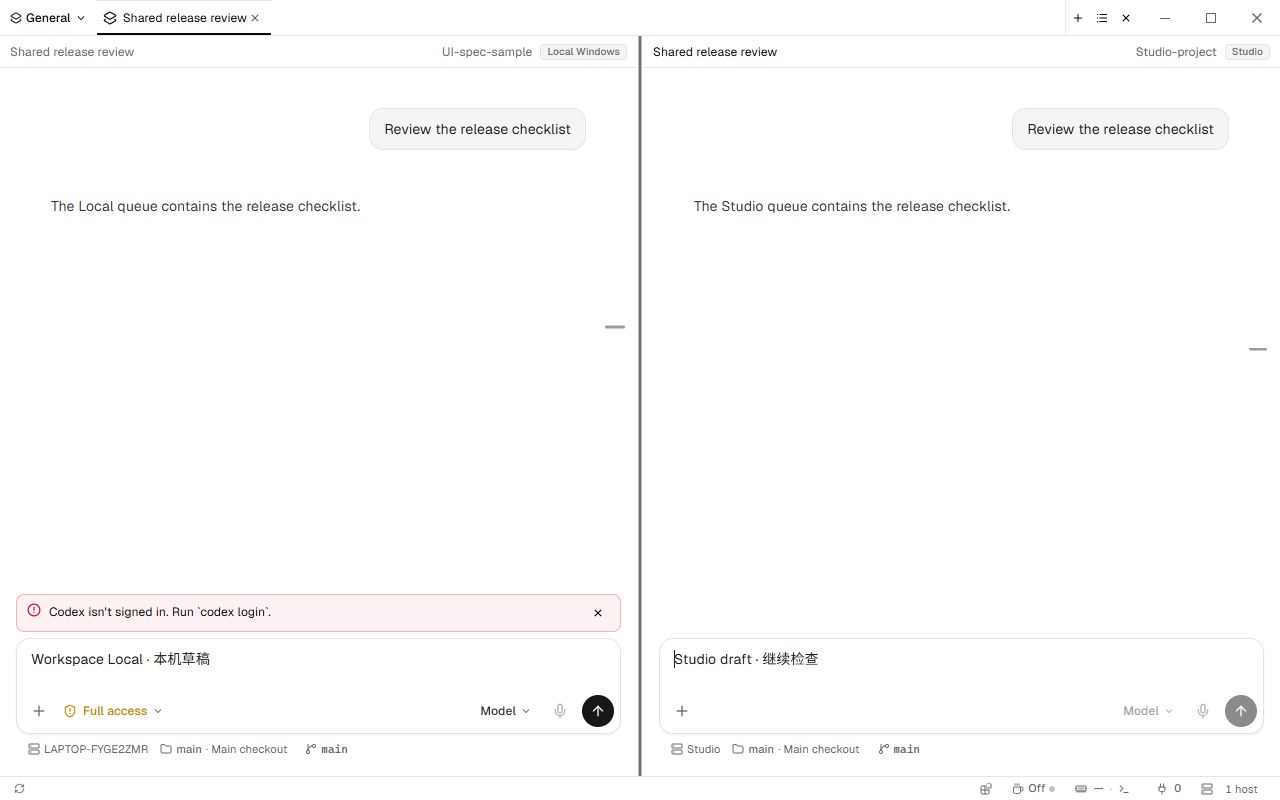 General
Shared release review
Shared release review
UI-spec-sample
Local Windows
Review the release checklist
The Local queue contains the release checklist.
Codex isn't signed in. Run `codex login`.
Workspace Local · 本机草稿
Full access
Model
LAPTOP-FYGE2ZMR
main · Main checkout
main
Shared release review
Studio-project
Studio
Review the release checklist
The Studio queue contains the release checklist.
Studio draft · 继续检查
Model
Studio
main · Main checkout
main
Off
— ·
0
1 host